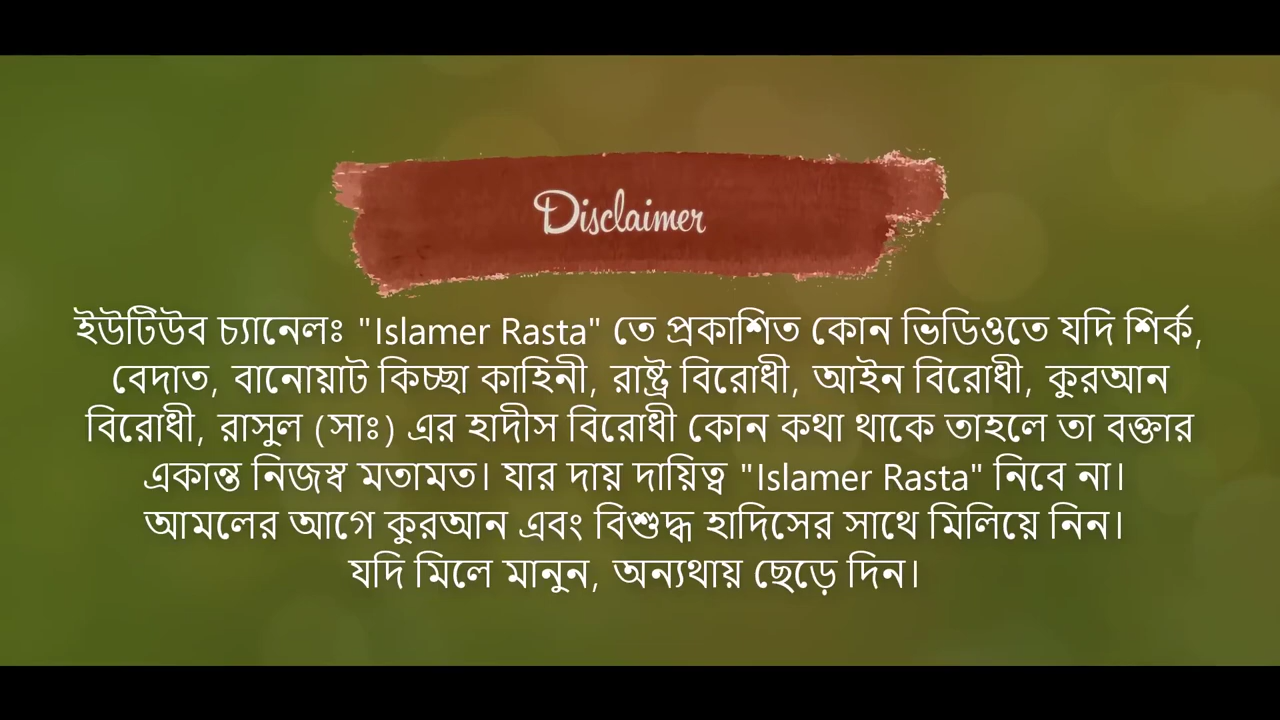 Disclaimer
ইউটিউব চ্যানেলঃ "Islamer Rasta" তে প্রকাশিত কোন ভিডিওতে যদি শির্ক,
বেদাত, বানোয়াট কিচ্ছা কাহিনী, রাষ্ট্র বিরোধী, আইন বিরোধী, কুরআন
বিরোধী, রাসুল (সাঃ) এর হাদীস বিরোধী কোন কথা থাকে তাহলে তা বক্তার
একান্ত নিজস্ব মতামত। যার দায় দায়িত্ব "Islamer Rasta" নিবে না।
আমলের আগে কুরআন এবং বিশুদ্ধ হাদিসের সাথে মিলিয়ে নিন।
যদি মিলে মানুন, অন্যথায় ছেড়ে দিন।